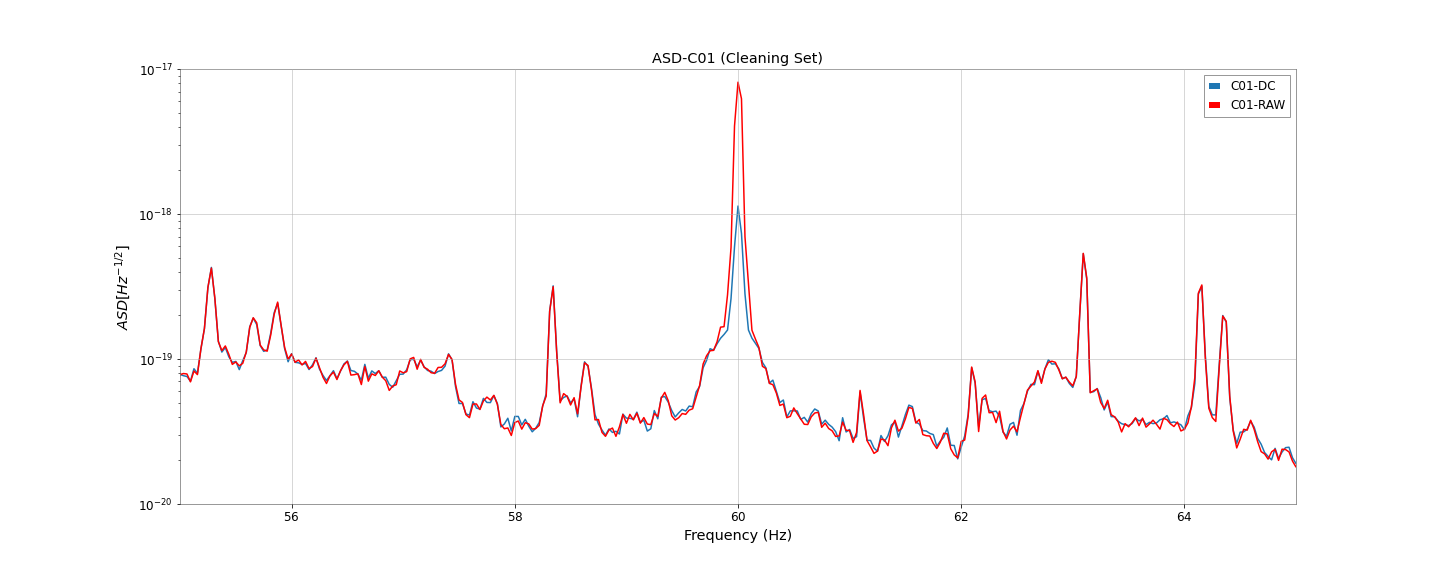 ASD-C01 (Cleaning Set)
10⁻¹⁷
C01-DC
C01-RAW
10⁻¹⁸
ASD[Hz⁻¹/²]
10⁻¹⁹
10⁻²⁰
56 58 60 62 64
Frequency (Hz)